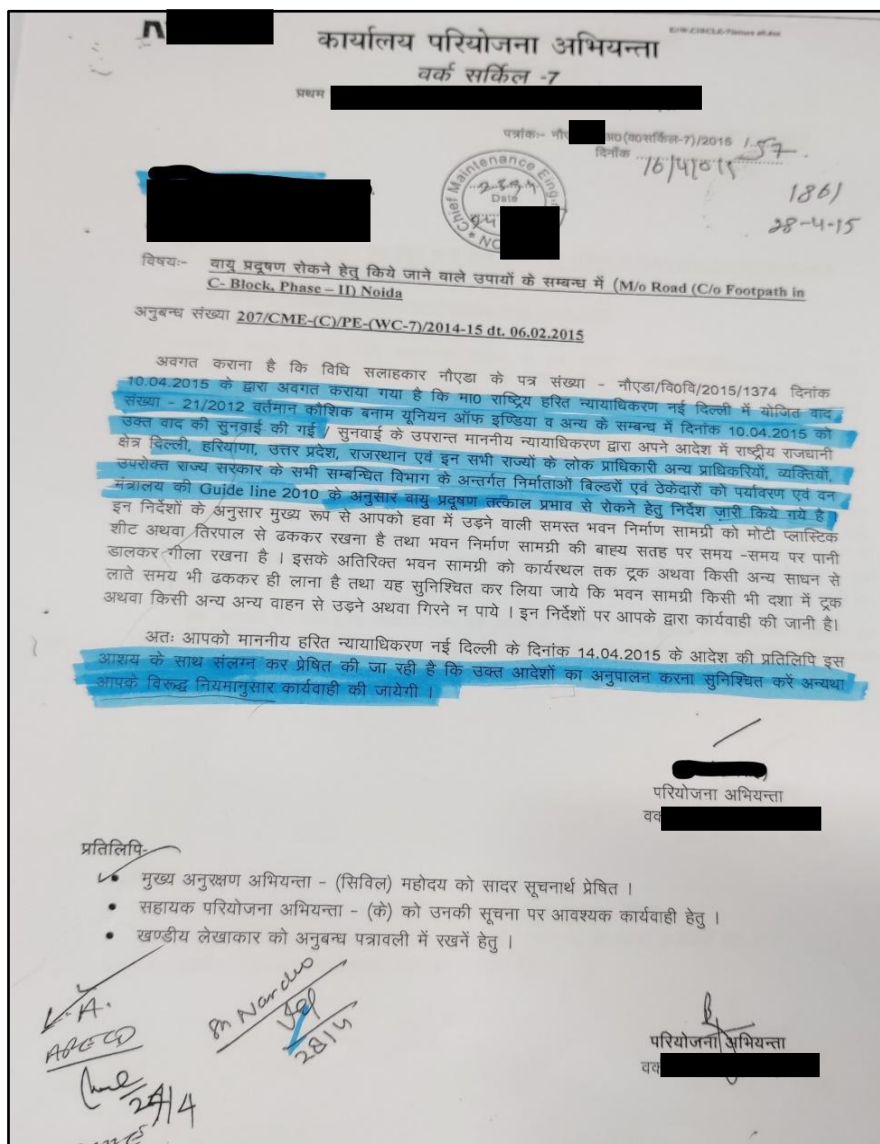 कार्यालय परियोजना अभियन्ता
वर्क सर्किल -7
प्रथम
पत्रांकः- नौए अ0(व0सर्किल-7)/2015 157
दिनांक 16/4/015
Chief Maintenance Eing.
Date
1861
28-4-15
विषयः- वायु प्रदूषण रोकने हेतु किये जाने वाले उपायों के सम्बन्ध में (M/o Road (C/o Footpath in
C- Block, Phase – II) Noida
अनुबन्ध संख्या 207/CME-(C)/PE-(WC-7)/2014-15 dt. 06.02.2015
अवगत कराना है कि विधि सलाहकार नौएडा के पत्र संख्या - नौएडा/वि0वि/2015/1374 दिनांक
10.04.2015 के द्वारा अवगत कराया गया है कि मा0 राष्ट्रीय हरित न्यायाधिकरण नई दिल्ली में योजित वाद
संख्या - 21/2012 वर्तमान कौशिक बनाम यूनियन ऑफ इण्डिया व अन्य के सम्बन्ध में दिनांक 10.04.2015 को
उक्त वाद की सुनवाई की गई / सुनवाई के उपरान्त माननीय न्यायाधिकरण द्वारा अपने आदेश में राष्ट्रीय राजधानी
क्षेत्र दिल्ली, हरियाणा, उत्तर प्रदेश, राजस्थान एवं इन सभी राज्यों के लोक प्राधिकारी अन्य प्राधिकरियों, व्यक्तियों,
उपरोक्त राज्य सरकार के सभी सम्बन्धित विभाग के अन्तर्गत निर्माताओं बिल्डरों एवं ठेकेदारों को पर्यावरण एवं वन
मंत्रालय की Guide line 2010 के अनुसार वायु प्रदूषण तत्काल प्रभाव से रोकने हेतु निर्देश ज़ारी किये गये है।
इन निर्देशों के अनुसार मुख्य रूप से आपको हवा में उड़ने वाली समस्त भवन निर्माण सामग्री को मोटी प्लास्टिक
शीट अथवा तिरपाल से ढककर रखना है तथा भवन निर्माण सामग्री की बाह्य सतह पर समय -समय पर पानी
डालकर गीला रखना है । इसके अतिरिक्त भवन सामग्री को कार्यस्थल तक ट्रक अथवा किसी अन्य साधन से
लाते समय भी ढककर ही लाना है तथा यह सुनिश्चित कर लिया जाये कि भवन सामग्री किसी भी दशा में ट्रक
अथवा किसी अन्य अन्य वाहन से उड़ने अथवा गिरने न पाये । इन निर्देशों पर आपके द्वारा कार्यवाही की जानी है।
अतः आपको माननीय हरित न्यायाधिकरण नई दिल्ली के दिनांक 14.04.2015 के आदेश की प्रतिलिपि इस
आशय के साथ संलग्न कर प्रेषित की जा रही है कि उक्त आदेशों का अनुपालन करना सुनिश्चित करें अन्यथा
आपके विरूद्ध नियमानुसार कार्यवाही की जायेगी ।
परियोजना अभियन्ता
वर्क
प्रतिलिपि-
मुख्य अनुरक्षण अभियन्ता - (सिविल) महोदय को सादर सूचनार्थ प्रेषित ।
सहायक परियोजना अभियन्ता - (के) को उनकी सूचना पर आवश्यक कार्यवाही हेतु ।
खण्डीय लेखाकार को अनुबन्ध पत्रावली में रखनें हेतु ।
L.A.
24/4
28/4
परियोजना अभियन्ता
वर्क